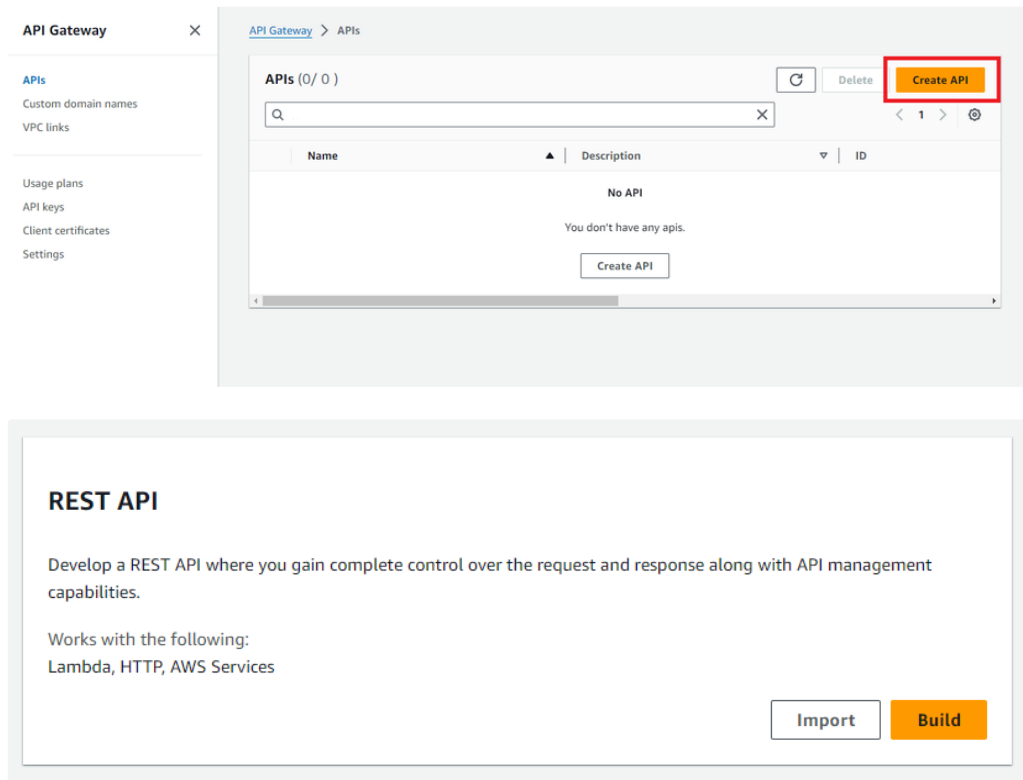 API Gateway
APIs
Custom domain names
VPC links
Usage plans
API keys
Client certificates
Settings
API Gateway > APIs
APIs (0/ 0 )
Delete
Create API
1
Name
Description
ID
No API
You don't have any apis.
Create API
REST API
Develop a REST API where you gain complete control over the request and response along with API management
capabilities.
Works with the following:
Lambda, HTTP, AWS Services
Import
Build